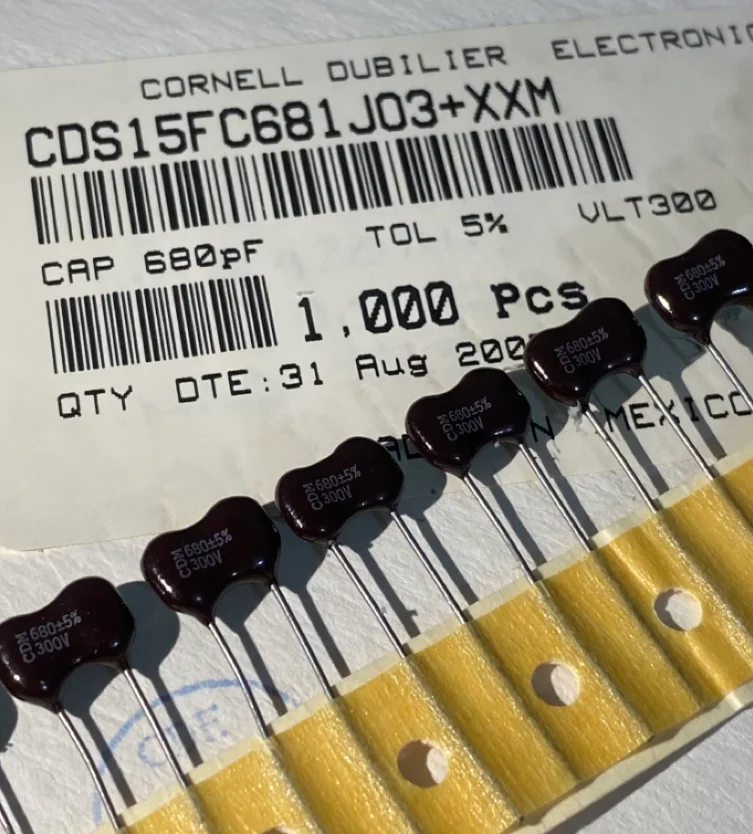 CORNELL DUBILIER ELECTRONIC
CDS15FC681J03+XXM
CAP 680pF TOL 5% VLT300
1,000 Pcs
QTY DTE:31 Aug 200
MEXICO
CDM 680±5%
300V
CDM 680±5%
300V
CDM 680±5%
300V
CDM 680±5%
300V
CDM 680±5%
300V
CDM 680±5%
300V